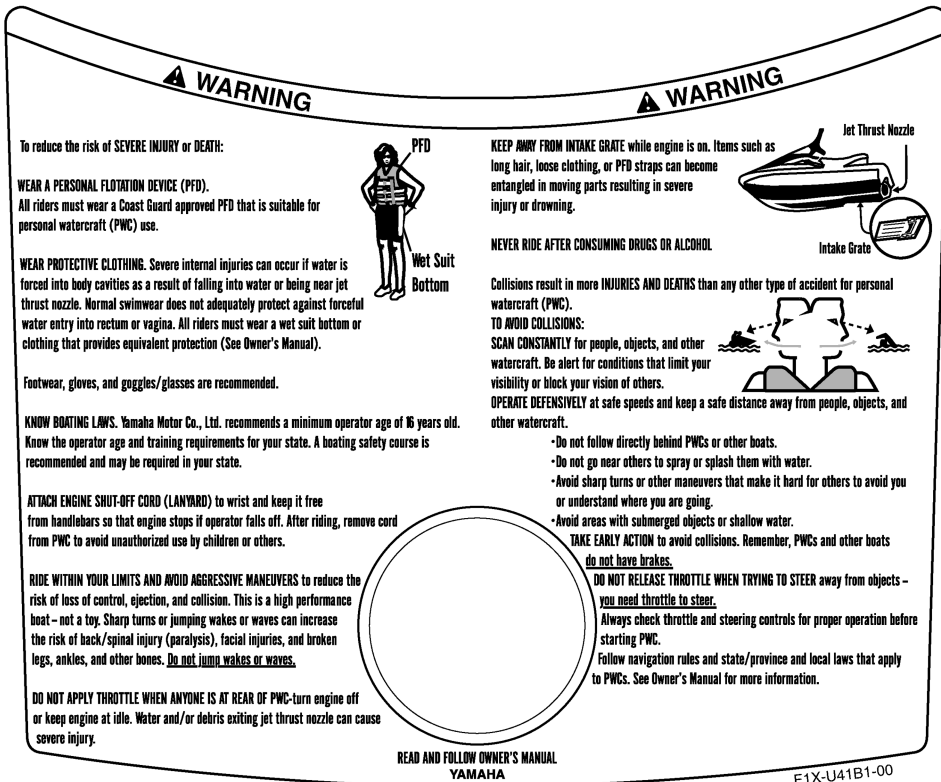 WARNING
To reduce the risk of SEVERE INJURY or DEATH:
WEAR A PERSONAL FLOTATION DEVICE (PFD).
All riders must wear a Coast Guard approved PFD that is suitable for
personal watercraft (PWC) use.
WEAR PROTECTIVE CLOTHING. Severe internal injuries can occur if water is
forced into body cavities as a result of falling into water or being near jet
thrust nozzle. Normal swimwear does not adequately protect against forceful
water entry into rectum or vagina. All riders must wear a wet suit bottom or
clothing that provides equivalent protection (See Owner's Manual).
PFD
Wet Suit
Bottom
Footwear, gloves, and goggles/glasses are recommended.
KNOW BOATING LAWS. Yamaha Motor Co., Ltd. recommends a minimum operator age of 16 years old.
Know the operator age and training requirements for your state. A boating safety course is
recommended and may be required in your state.
ATTACH ENGINE SHUT-OFF CORD (LANYARD) to wrist and keep it free
from handlebars so that engine stops if operator falls off. After riding, remove cord
from PWC to avoid unauthorized use by children or others.
RIDE WITHIN YOUR LIMITS AND AVOID AGGRESSIVE MANEUVERS to reduce the
risk of loss of control, ejection, and collision. This is a high performance
boat – not a toy. Sharp turns or jumping wakes or waves can increase
the risk of back/spinal injury (paralysis), facial injuries, and broken
legs, ankles, and other bones. Do not jump wakes or waves.
DO NOT APPLY THROTTLE WHEN ANYONE IS AT REAR OF PWC-turn engine off
or keep engine at idle. Water and/or debris exiting jet thrust nozzle can cause
severe injury.
WARNING
KEEP AWAY FROM INTAKE GRATE while engine is on. Items such as
long hair, loose clothing, or PFD straps can become
entangled in moving parts resulting in severe
injury or drowning.
Jet Thrust Nozzle
Intake Grate
NEVER RIDE AFTER CONSUMING DRUGS OR ALCOHOL
Collisions result in more INJURIES AND DEATHS than any other type of accident for personal
watercraft (PWC).
TO AVOID COLLISIONS:
SCAN CONSTANTLY for people, objects, and other
watercraft. Be alert for conditions that limit your
visibility or block your vision of others.
OPERATE DEFENSIVELY at safe speeds and keep a safe distance away from people, objects, and
other watercraft.
•Do not follow directly behind PWCs or other boats.
•Do not go near others to spray or splash them with water.
•Avoid sharp turns or other maneuvers that make it hard for others to avoid you
or understand where you are going.
•Avoid areas with submerged objects or shallow water.
TAKE EARLY ACTION to avoid collisions. Remember, PWCs and other boats
do not have brakes.
DO NOT RELEASE THROTTLE WHEN TRYING TO STEER away from objects –
you need throttle to steer.
Always check throttle and steering controls for proper operation before
starting PWC.
Follow navigation rules and state/province and local laws that apply
to PWCs. See Owner's Manual for more information.
READ AND FOLLOW OWNER'S MANUAL
YAMAHA
F1X-U41B1-00